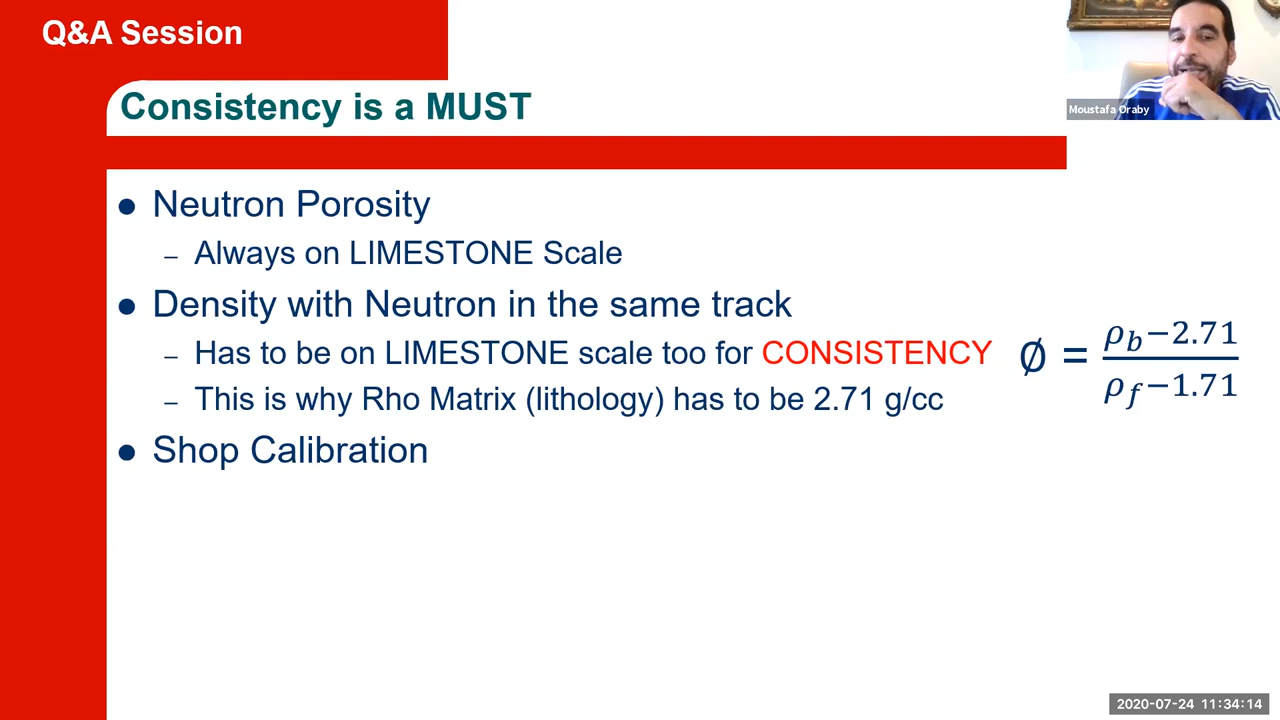 Q&A Session
Consistency is a MUST
Moustafa Oraby
● Neutron Porosity
– Always on LIMESTONE Scale
● Density with Neutron in the same track
– Has to be on LIMESTONE scale too for CONSISTENCY
– This is why Rho Matrix (lithology) has to be 2.71 g/cc
∅ = (ρb−2.71)/(ρf−1.71)
● Shop Calibration
2020-07-24 11:34:14